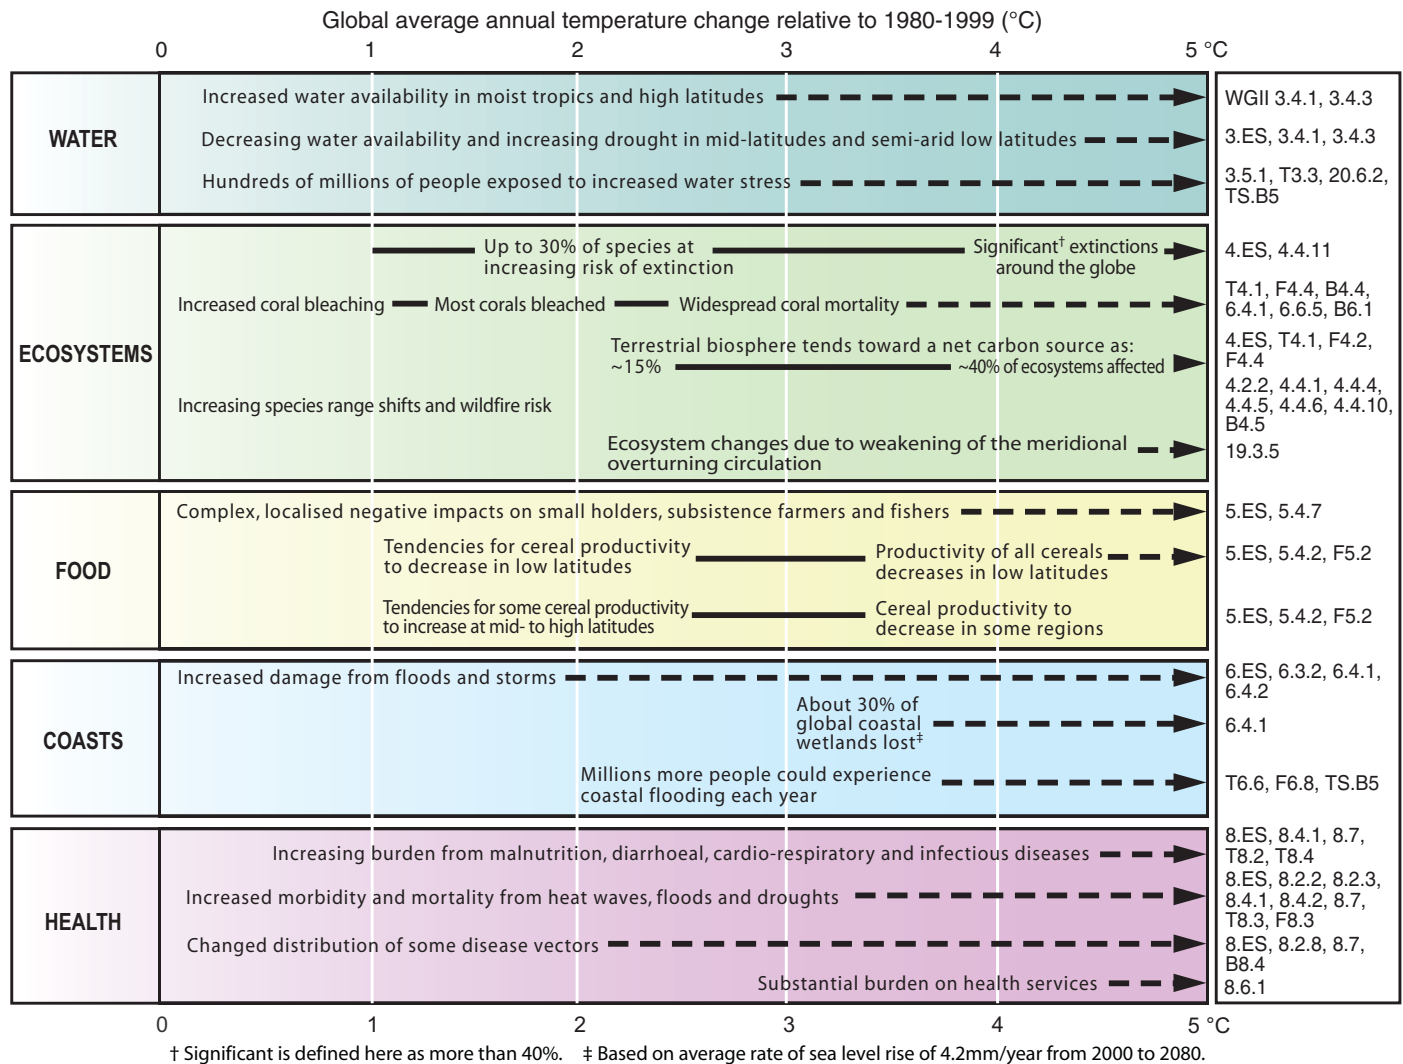 Global average annual temperature change relative to 1980-1999 (°C)
0 1 2 3 4 5 °C
WATER
Increased water availability in moist tropics and high latitudes
WGII 3.4.1, 3.4.3
Decreasing water availability and increasing drought in mid-latitudes and semi-arid low latitudes
3.ES, 3.4.1, 3.4.3
Hundreds of millions of people exposed to increased water stress
3.5.1, T3.3, 20.6.2,
TS.B5
ECOSYSTEMS
Up to 30% of species at
increasing risk of extinction
Significant† extinctions
around the globe
4.ES, 4.4.11
Increased coral bleaching
Most corals bleached
Widespread coral mortality
T4.1, F4.4, B4.4,
6.4.1, 6.6.5, B6.1
Terrestrial biosphere tends toward a net carbon source as:
~15%
~40% of ecosystems affected
4.ES, T4.1, F4.2,
F4.4
Increasing species range shifts and wildfire risk
4.2.2, 4.4.1, 4.4.4,
4.4.5, 4.4.6, 4.4.10,
B4.5
Ecosystem changes due to weakening of the meridional
overturning circulation
19.3.5
FOOD
Complex, localised negative impacts on small holders, subsistence farmers and fishers
5.ES, 5.4.7
Tendencies for cereal productivity
to decrease in low latitudes
Productivity of all cereals
decreases in low latitudes
5.ES, 5.4.2, F5.2
Tendencies for some cereal productivity
to increase at mid- to high latitudes
Cereal productivity to
decrease in some regions
5.ES, 5.4.2, F5.2
COASTS
Increased damage from floods and storms
6.ES, 6.3.2, 6.4.1,
6.4.2
About 30% of
global coastal
wetlands lost‡
6.4.1
Millions more people could experience
coastal flooding each year
T6.6, F6.8, TS.B5
HEALTH
Increasing burden from malnutrition, diarrhoeal, cardio-respiratory and infectious diseases
8.ES, 8.4.1, 8.7,
T8.2, T8.4
Increased morbidity and mortality from heat waves, floods and droughts
8.ES, 8.2.2, 8.2.3,
8.4.1, 8.4.2, 8.7,
T8.3, F8.3
Changed distribution of some disease vectors
8.ES, 8.2.8, 8.7,
B8.4
Substantial burden on health services
8.6.1
0 1 2 3 4 5 °C
† Significant is defined here as more than 40%. ‡ Based on average rate of sea level rise of 4.2mm/year from 2000 to 2080.